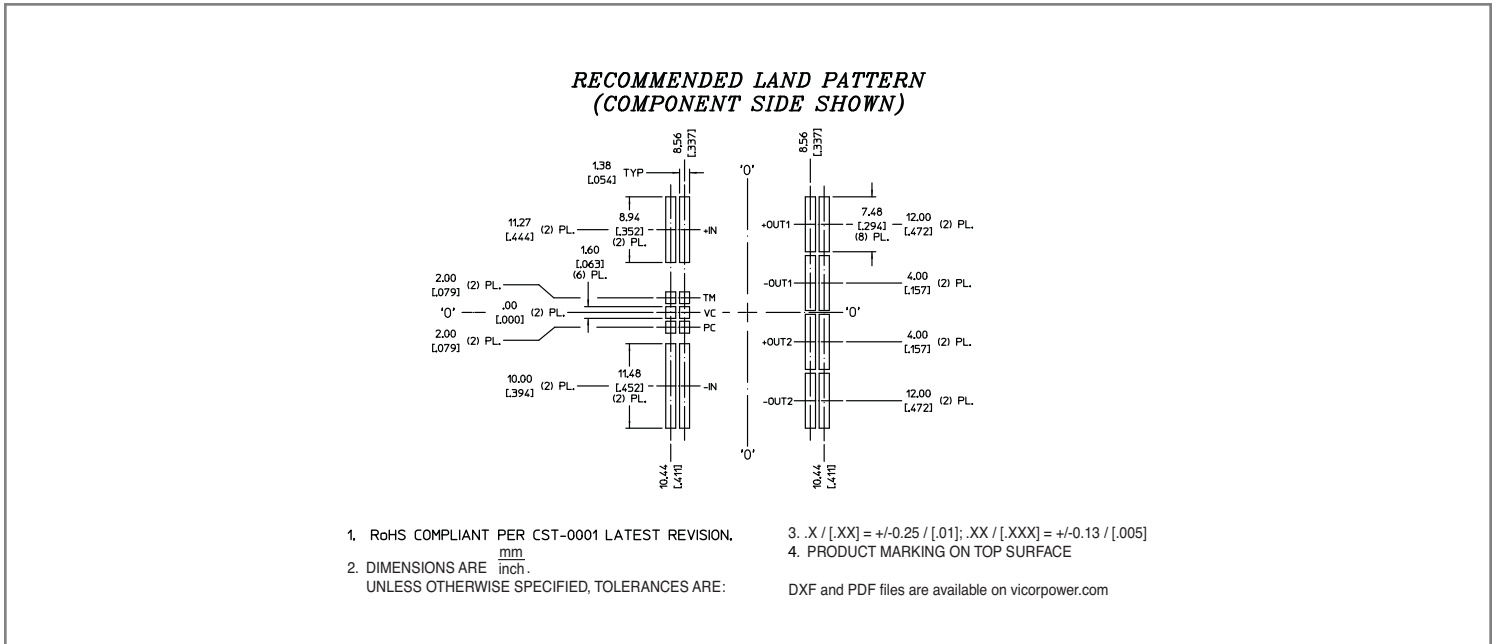 RECOMMENDED LAND PATTERN
(COMPONENT SIDE SHOWN)
8.56
[.337]
8.56
[.337]
1.38
[.054]
TYP
'0'
11.27
[.444]
(2) PL.
8.94
[.352]
(2) PL.
+IN
+OUT1
7.48
[.294]
(8) PL.
12.00
[.472]
(2) PL.
1.60
[.063]
(6) PL.
2.00
[.079]
(2) PL.
TM
-OUT1
4.00
[.157]
(2) PL.
'0'
.00
[.000]
(2) PL.
VC
'0'
2.00
[.079]
(2) PL.
PC
+OUT2
4.00
[.157]
(2) PL.
10.00
[.394]
(2) PL.
11.48
[.452]
(2) PL.
-IN
-OUT2
12.00
[.472]
(2) PL.
'0'
10.44
[.411]
10.44
[.411]
1. RoHS COMPLIANT PER CST-0001 LATEST REVISION.
2. DIMENSIONS ARE mm
inch.
UNLESS OTHERWISE SPECIFIED, TOLERANCES ARE:
3. .X / [.XX] = +/-0.25 / [.01]; .XX / [.XXX] = +/-0.13 / [.005]
4. PRODUCT MARKING ON TOP SURFACE
DXF and PDF files are available on vicorpower.com